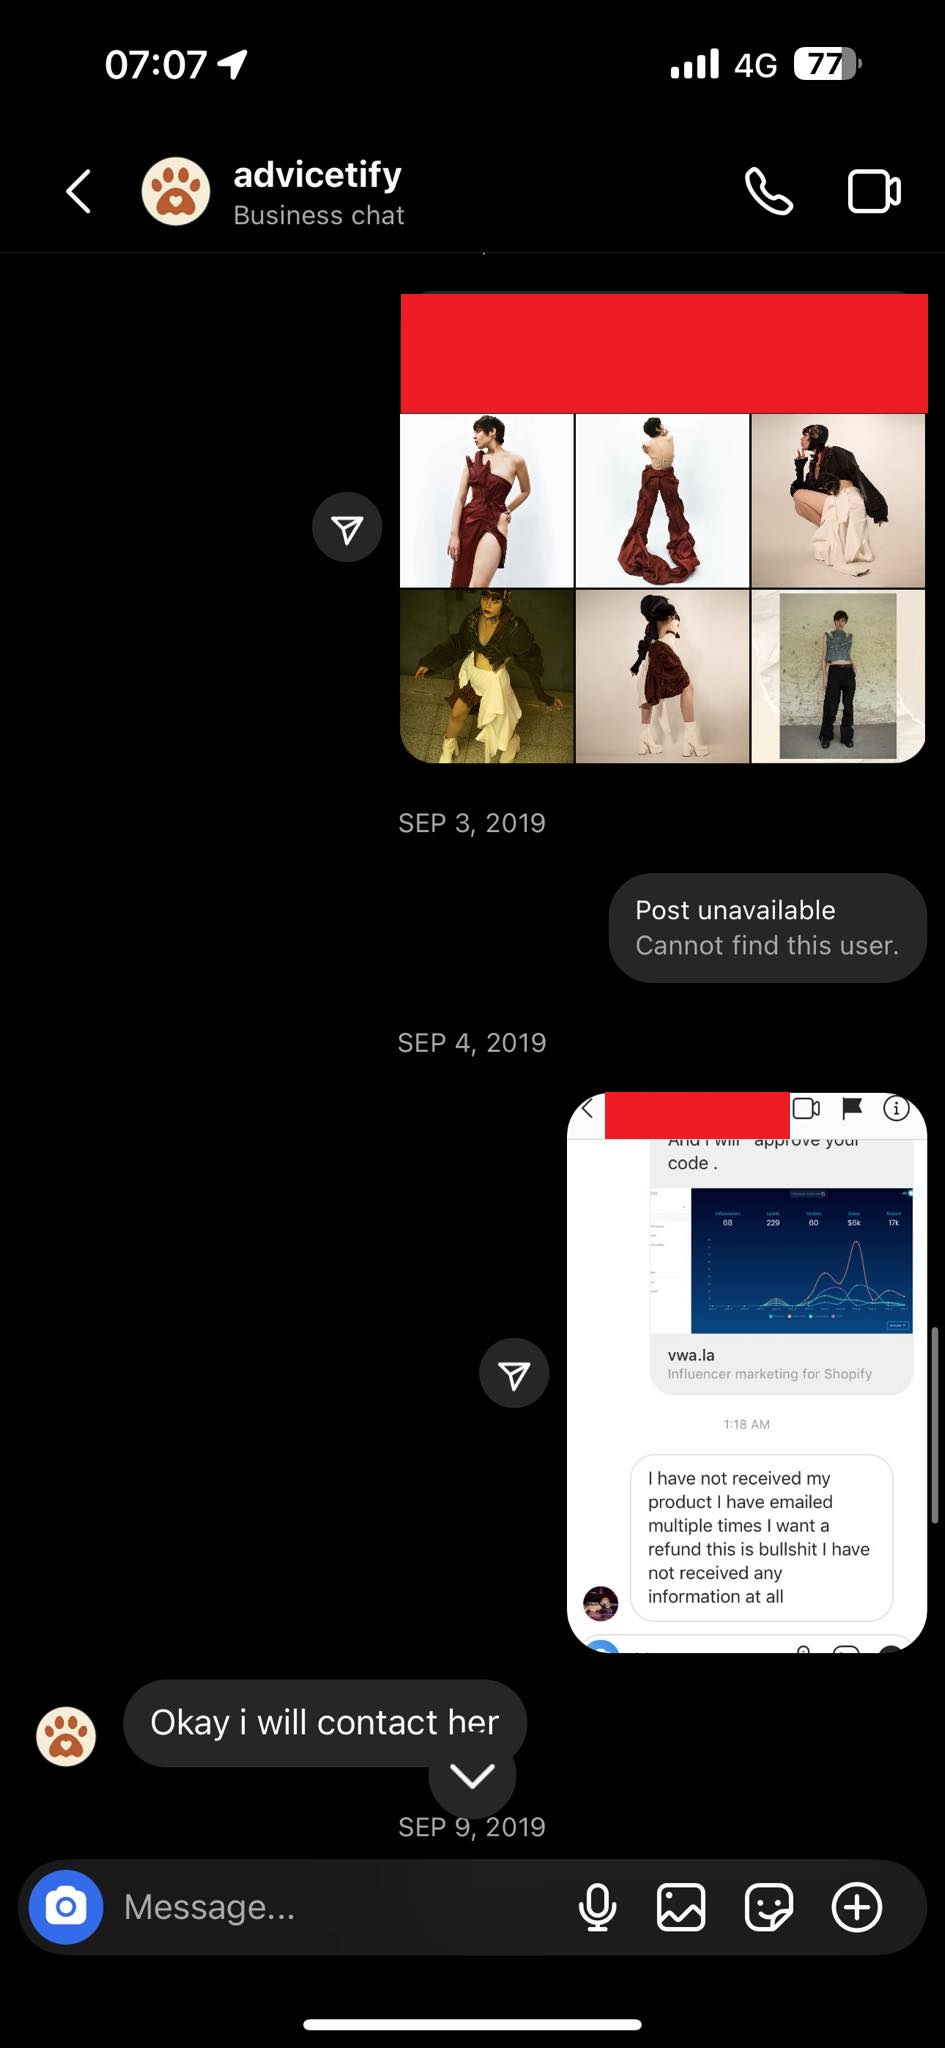 07:07
4G
77
advicetify
Business chat
SEP 3, 2019
Post unavailable
Cannot find this user.
SEP 4, 2019
And I will approve your
code .
Influencers
Leads
Orders
Sales
68
229
60
$6k
17k
vwa.la
Influencer marketing for Shopify
1:18 AM
I have not received my
product I have emailed
multiple times I want a
refund this is bullshit I have
not received any
information at all
Okay i will contact her
SEP 9, 2019
Message...